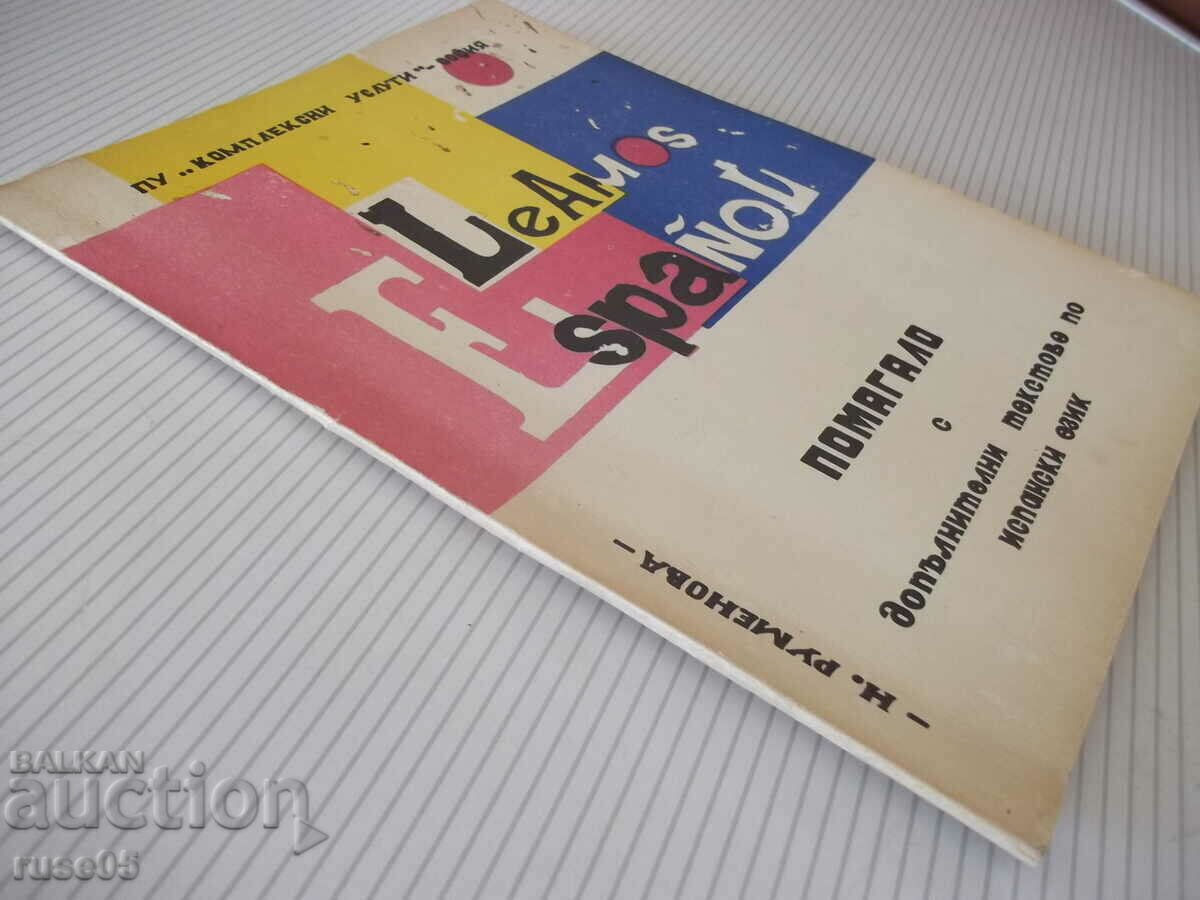 ПУ „КОМПЛЕКСНИ УСЛУГИ“ - СОФИЯ
LeAmos
EspañOL
ПОМАГАЛО
с
допълнителни текстове по
испански език
- Н. РУМЕНОВА -
BALKAN
auction
ruse05